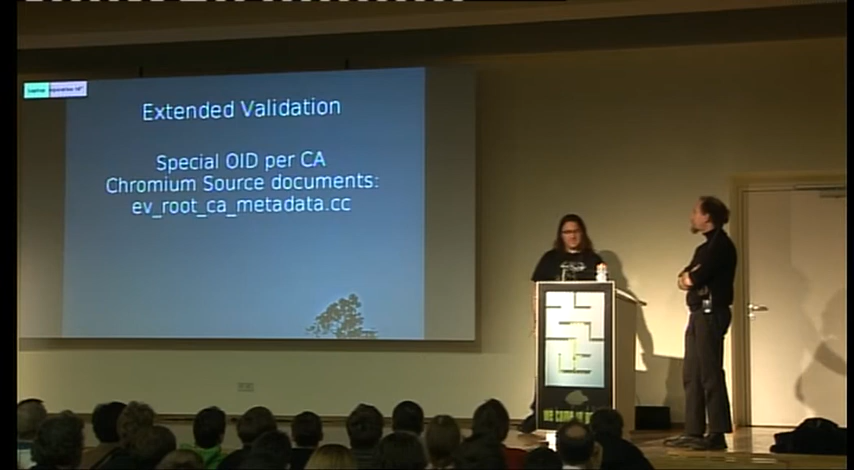 Extended Validation
Special OID per CA
Chromium Source documents:
ev_root_ca_metadata.cc